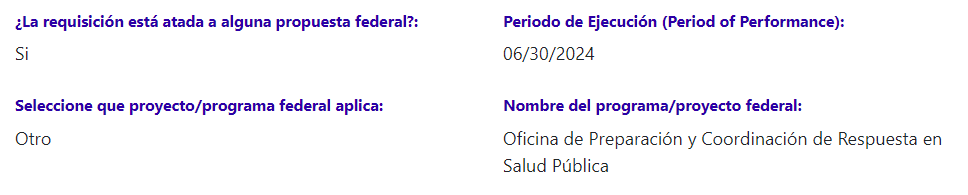 ¿La requisición está atada a alguna propuesta federal?:
Si
Periodo de Ejecución (Period of Performance):
06/30/2024
Seleccione que proyecto/programa federal aplica:
Otro
Nombre del programa/proyecto federal:
Oficina de Preparación y Coordinación de Respuesta en
Salud Pública